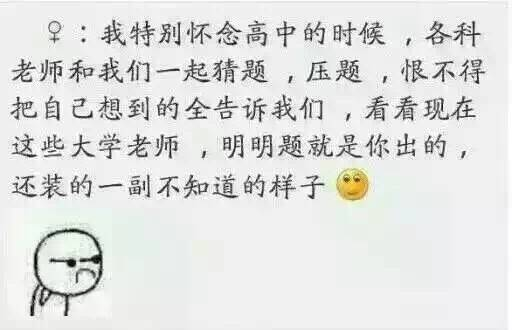 ♀：我特别怀念高中的时候，各科
老师和我们一起猜题，压题，恨不得
把自己想到的全告诉我们，看看现在
这些大学老师，明明题就是你出的，
还装的一副不知道的样子